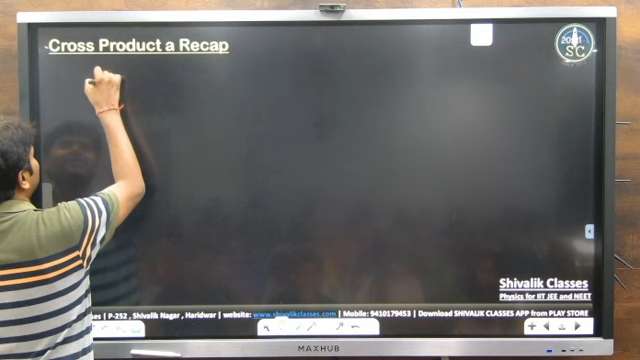 Cross Product a Recap
SC
Shivalik Classes
Physics for IIT JEE and NEET
| P-252 , Shivalik Nagar , Haridwar | website: www.shivalikclasses.com | Mobile: 9410179453 | Download SHIVALIK CLASSES APP from PLAY STORE
MAXHUB